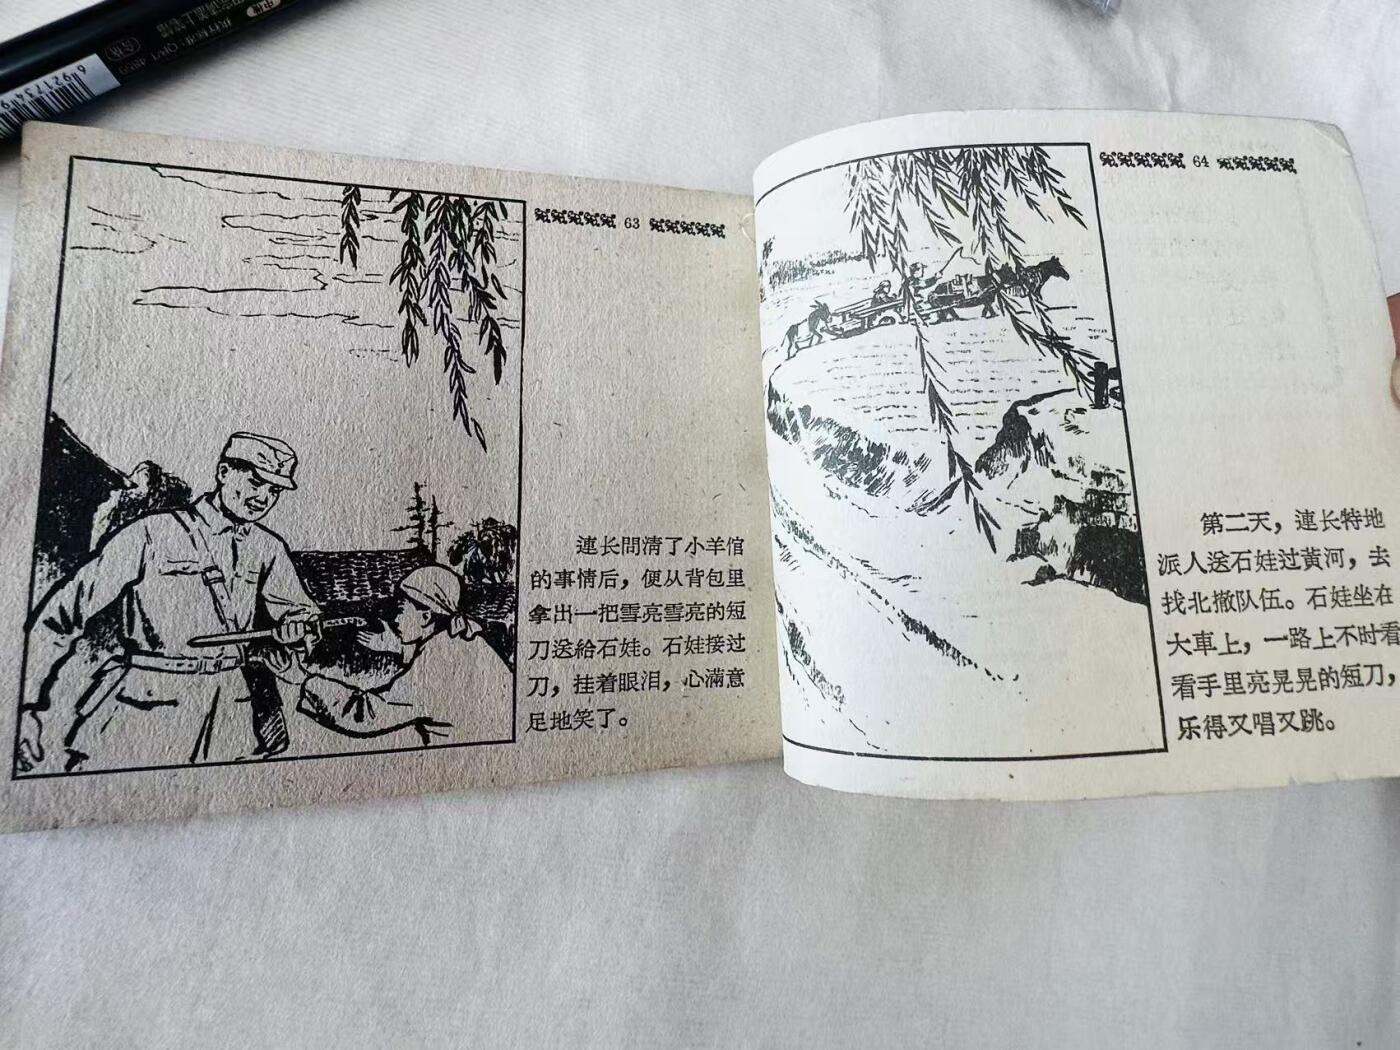 63
連长問清了小羊倌
的事情后，便从背包里
拿出一把雪亮雪亮的短
刀送給石娃。石娃接过
刀，挂着眼泪，心滿意
足地笑了。
64
第二天，連长特地
派人送石娃过黄河，去
找北撤队伍。石娃坐在
大車上，一路上不时看
看手里亮晃晃的短刀，
乐得又唱又跳。